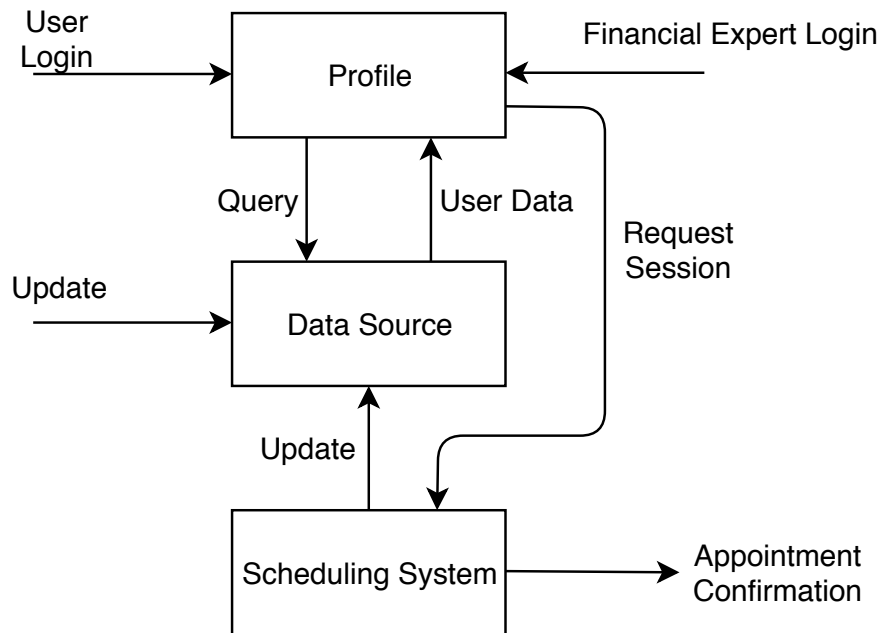 User
Login
Financial Expert Login
Profile
Query
User Data
Request
Session
Update
Data Source
Update
Scheduling System
Appointment
Confirmation